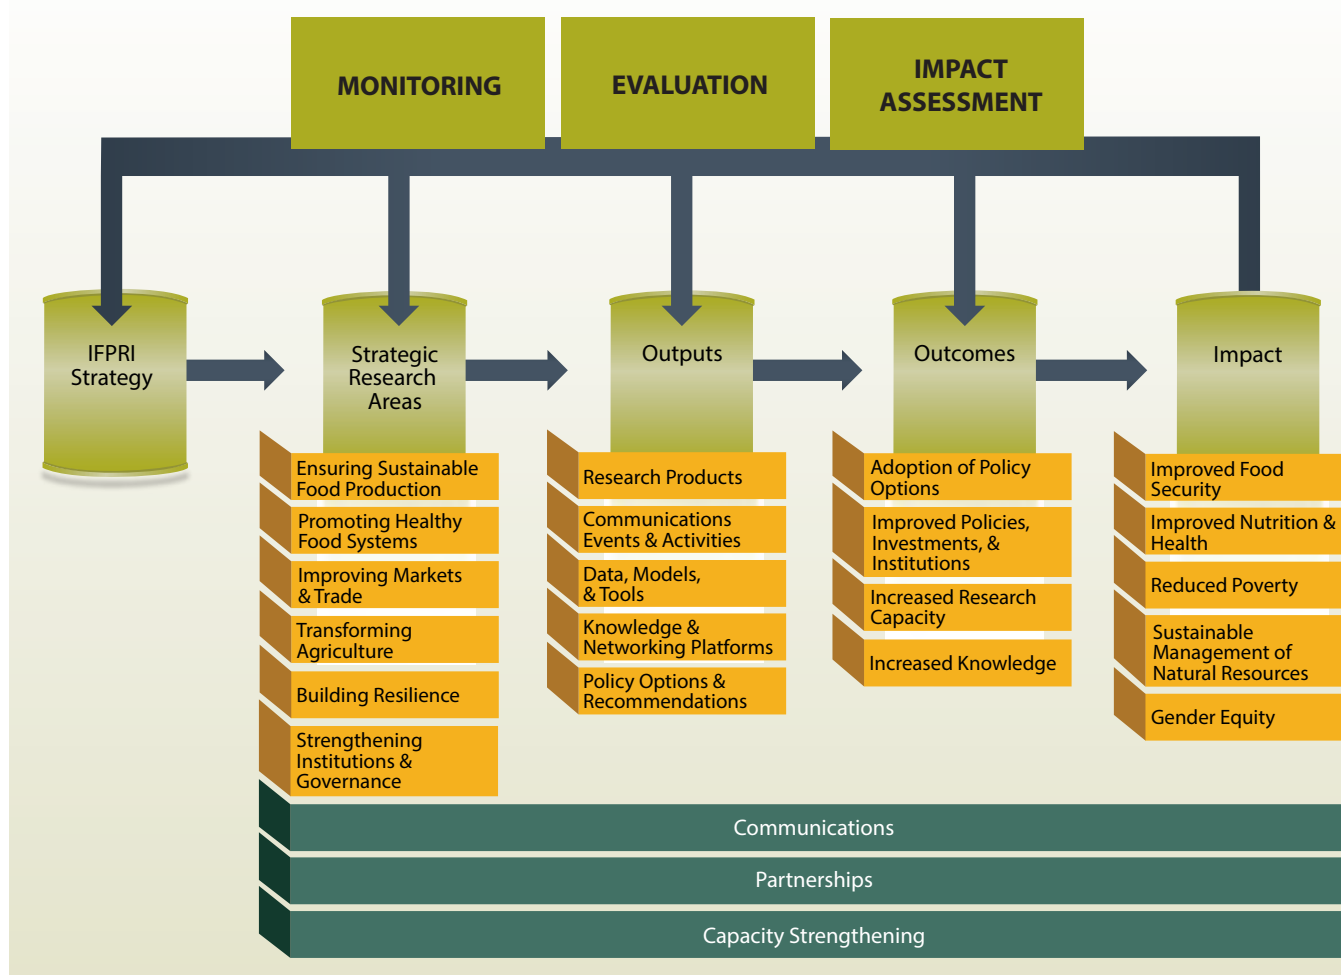 MONITORING
EVALUATION
IMPACT
ASSESSMENT
IFPRI
Strategy
Strategic
Research
Areas
Outputs
Outcomes
Impact
Ensuring Sustainable
Food Production
Promoting Healthy
Food Systems
Improving Markets
& Trade
Transforming
Agriculture
Building Resilience
Strengthening
Institutions &
Governance
Research Products
Communications
Events & Activities
Data, Models,
& Tools
Knowledge &
Networking Platforms
Policy Options &
Recommendations
Adoption of Policy
Options
Improved Policies,
Investments, &
Institutions
Increased Research
Capacity
Increased Knowledge
Improved Food
Security
Improved Nutrition &
Health
Reduced Poverty
Sustainable
Management of
Natural Resources
Gender Equity
Communications
Partnerships
Capacity Strengthening